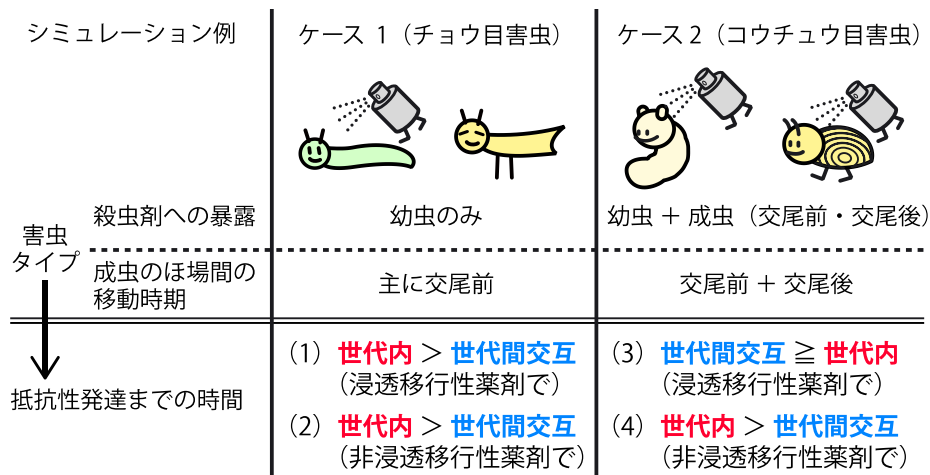 シミュレーション例
ケース 1（チョウ目害虫）
ケース 2（コウチュウ目害虫）
害虫
タイプ
殺虫剤への暴露
幼虫のみ
幼虫 + 成虫（交尾前・交尾後）
成虫のほ場間の
移動時期
主に交尾前
交尾前 + 交尾後
抵抗性発達までの時間
（1）世代内 > 世代間交互
（浸透移行性薬剤で）
（2）世代内 > 世代間交互
（非浸透移行性薬剤で）
（3）世代間交互 ≧ 世代内
（浸透移行性薬剤で）
（4）世代内 > 世代間交互
（非浸透移行性薬剤で）